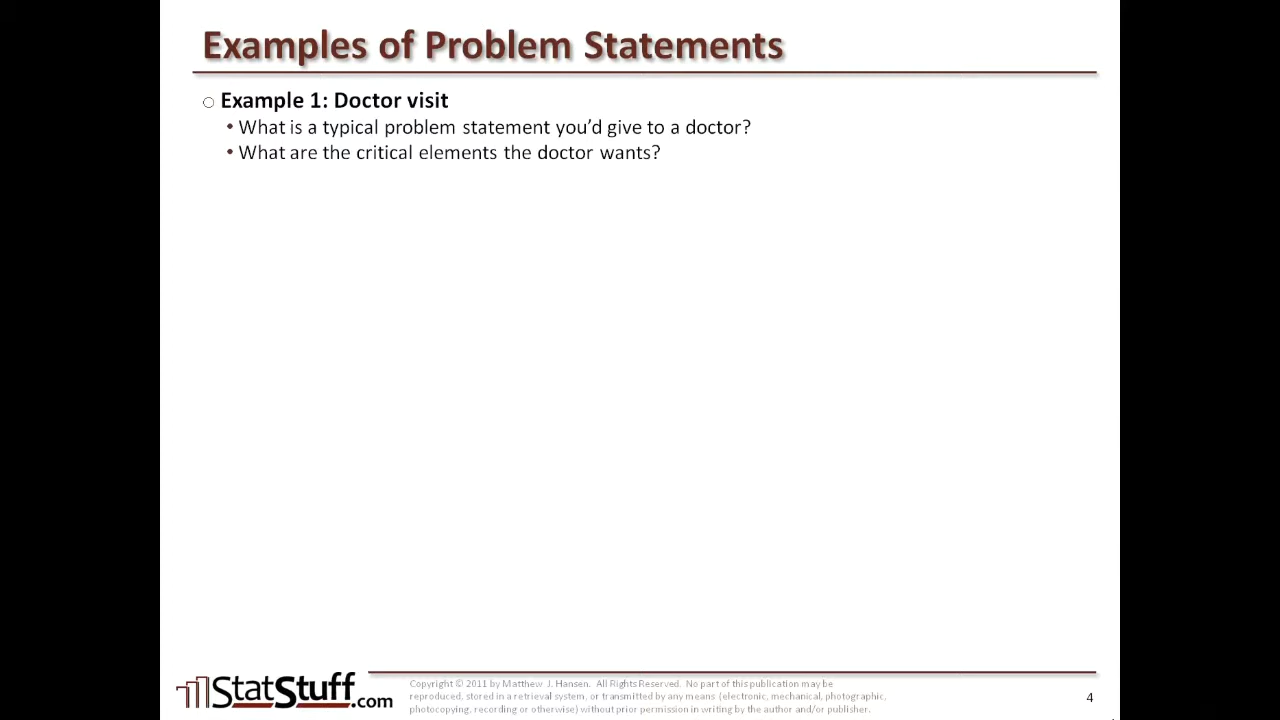 Examples of Problem Statements
○ Example 1: Doctor visit
• What is a typical problem statement you’d give to a doctor?
• What are the critical elements the doctor wants?
StatStuff.com
Copyright © 2011 by Matthew J. Hansen. All Rights Reserved. No part of this publication may be
reproduced, stored in a retrieval system, or transmitted by any means (electronic, mechanical, photographic,
photocopying, recording or otherwise) without prior permission in writing by the author and/or publisher.
4